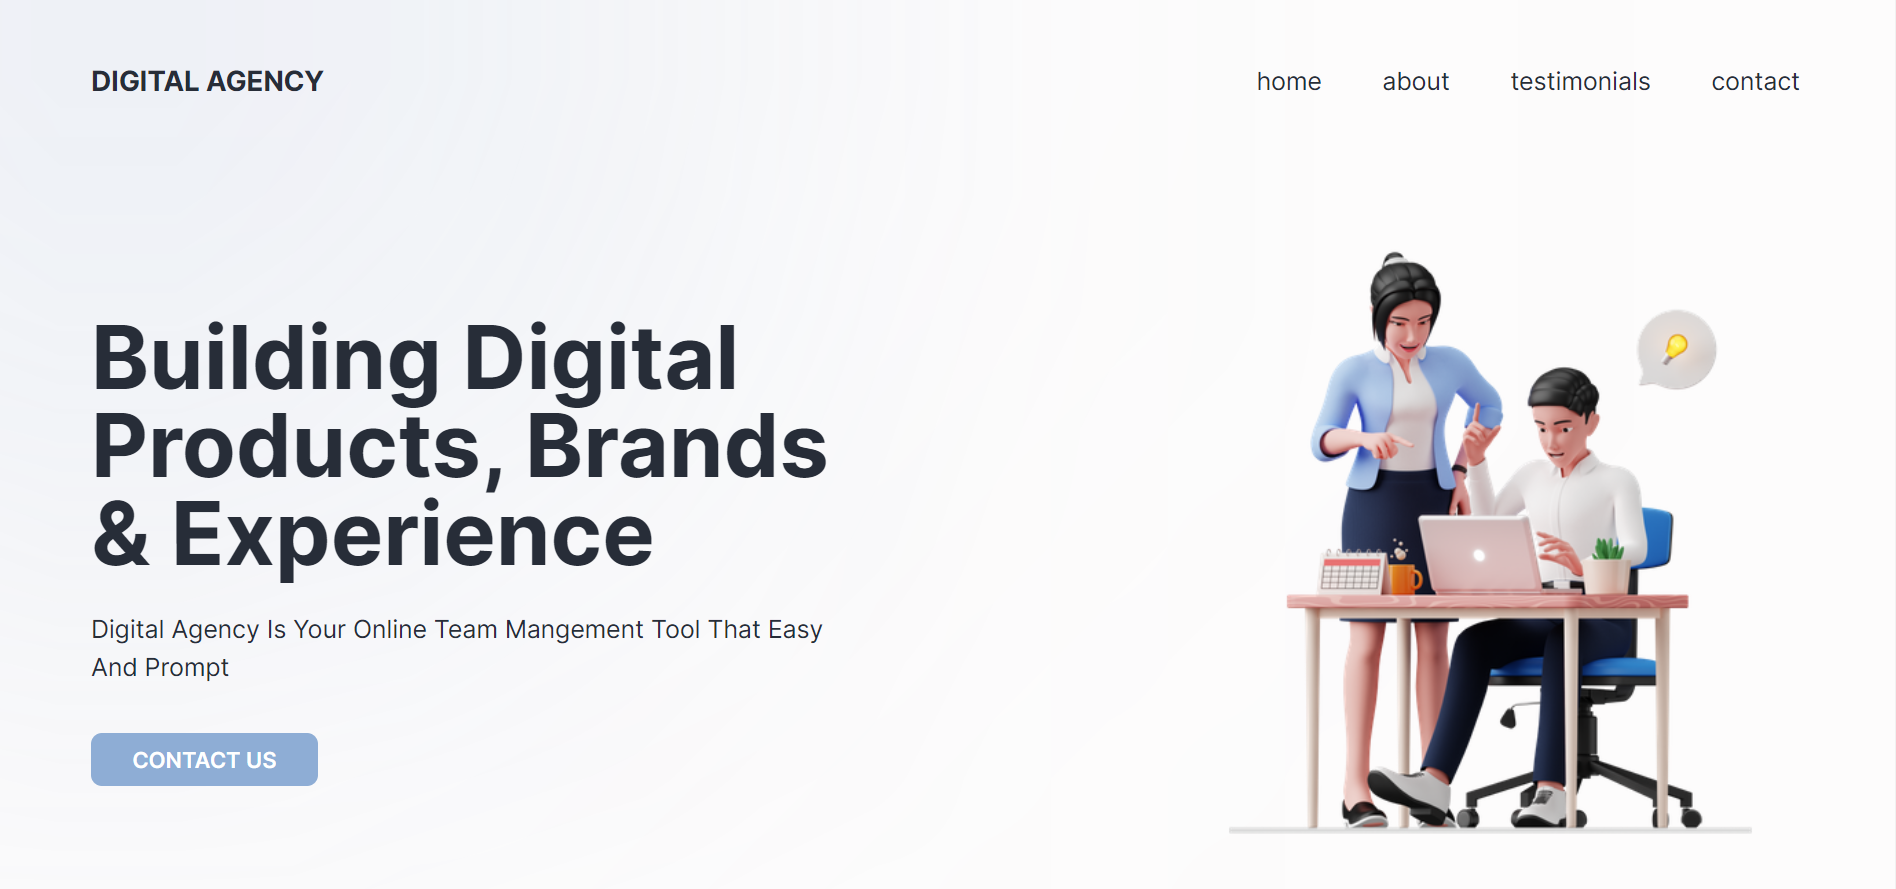 DIGITAL AGENCY
home about testimonials contact
Building Digital
Products, Brands
& Experience
Digital Agency Is Your Online Team Mangement Tool That Easy
And Prompt
CONTACT US